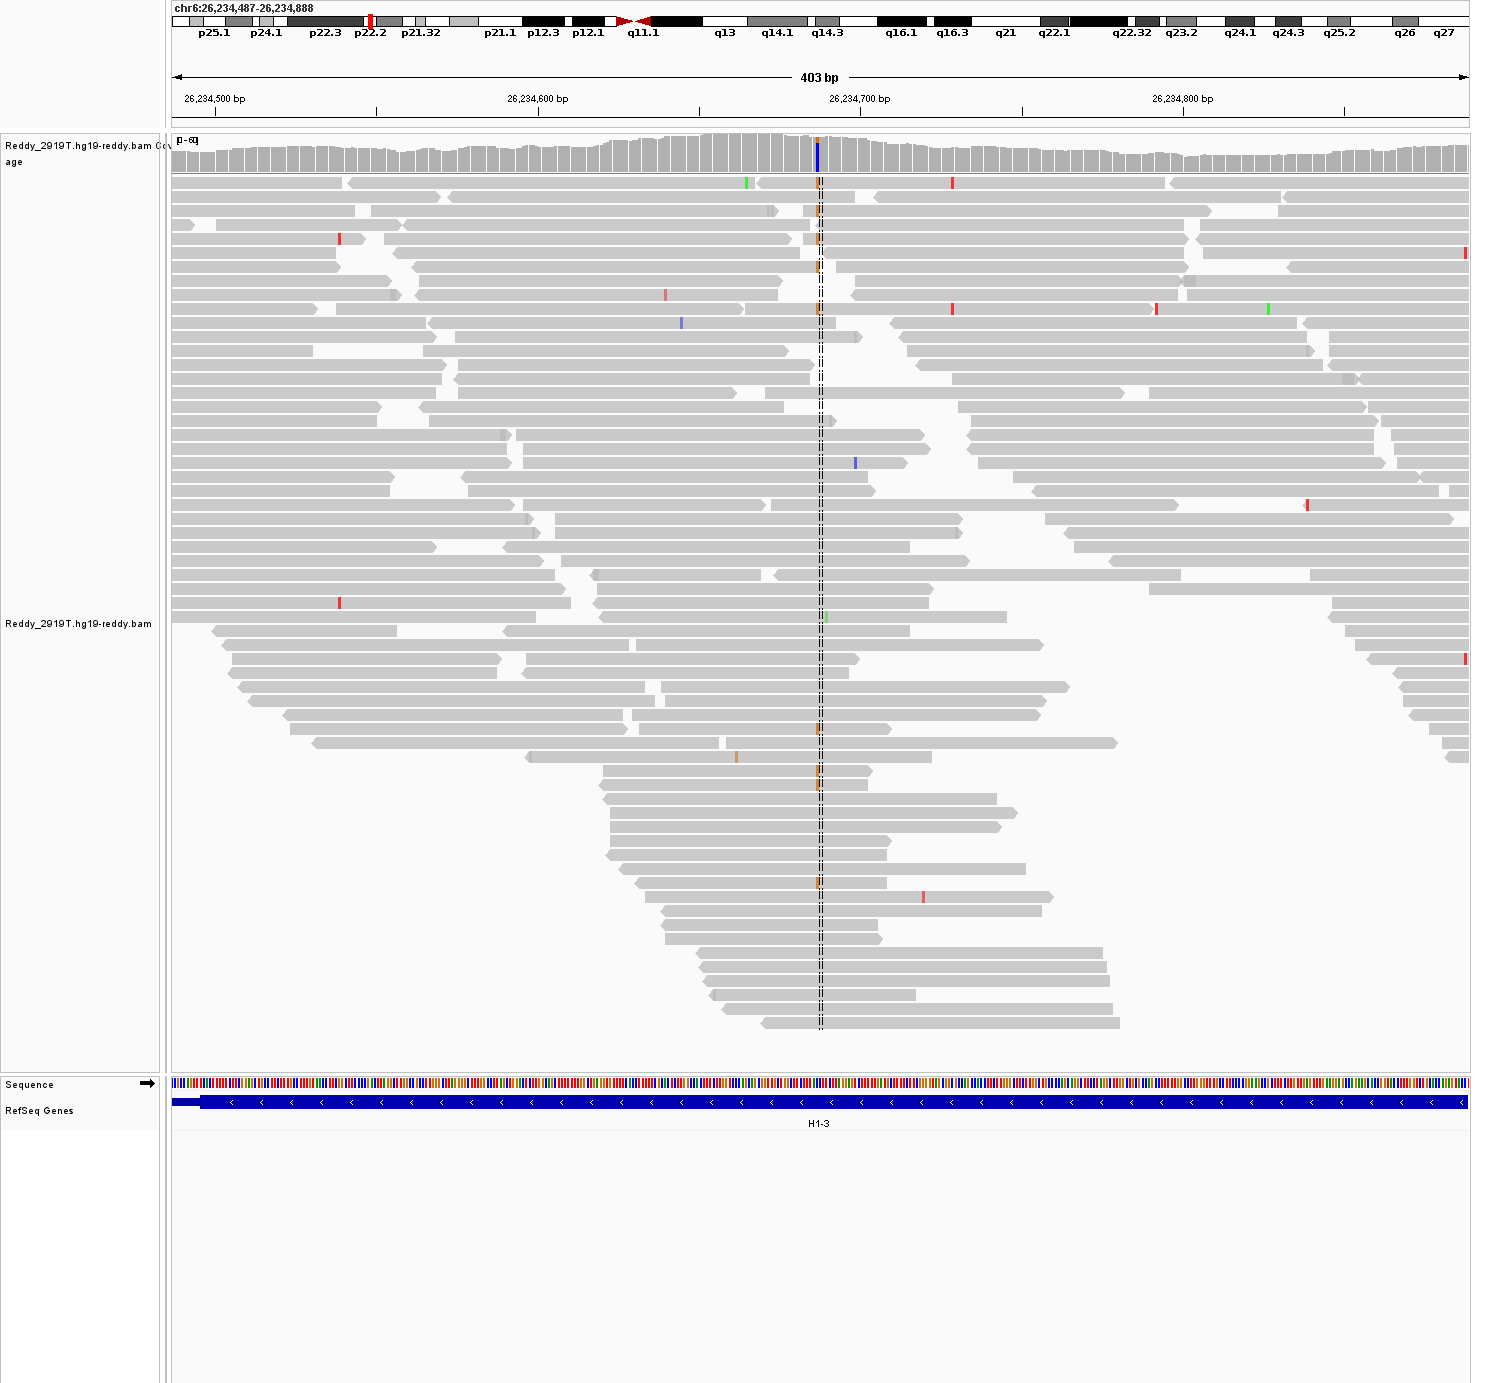 chr6:26,234,487-26,234,888
p25.1 p24.1 p22.3 p22.2 p21.32 p21.1 p12.3 p12.1 q11.1 q13 q14.1 q14.3 q16.1 q16.3 q21 q22.1 q22.32 q23.2 q24.1 q24.3 q25.2 q26 q27
403 bp
26,234,500 bp 26,234,600 bp 26,234,700 bp 26,234,800 bp
[0 - 60]
Reddy_2919T.hg19-reddy.bam Cov
age
Reddy_2919T.hg19-reddy.bam
Sequence
RefSeq Genes
H1-3